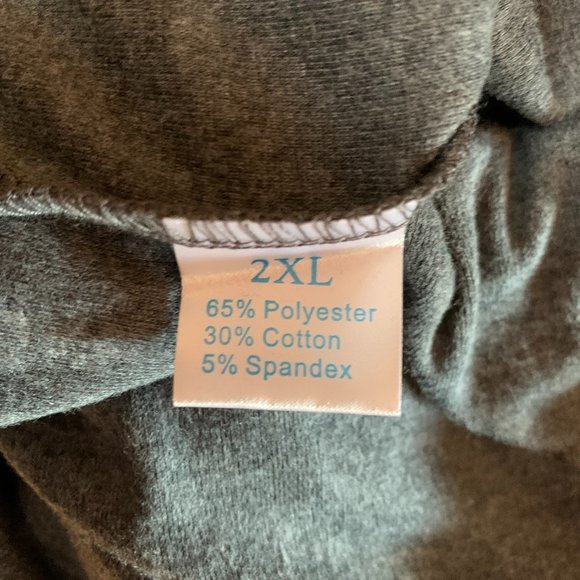 2XL
65% Polyester
30% Cotton
5% Spandex